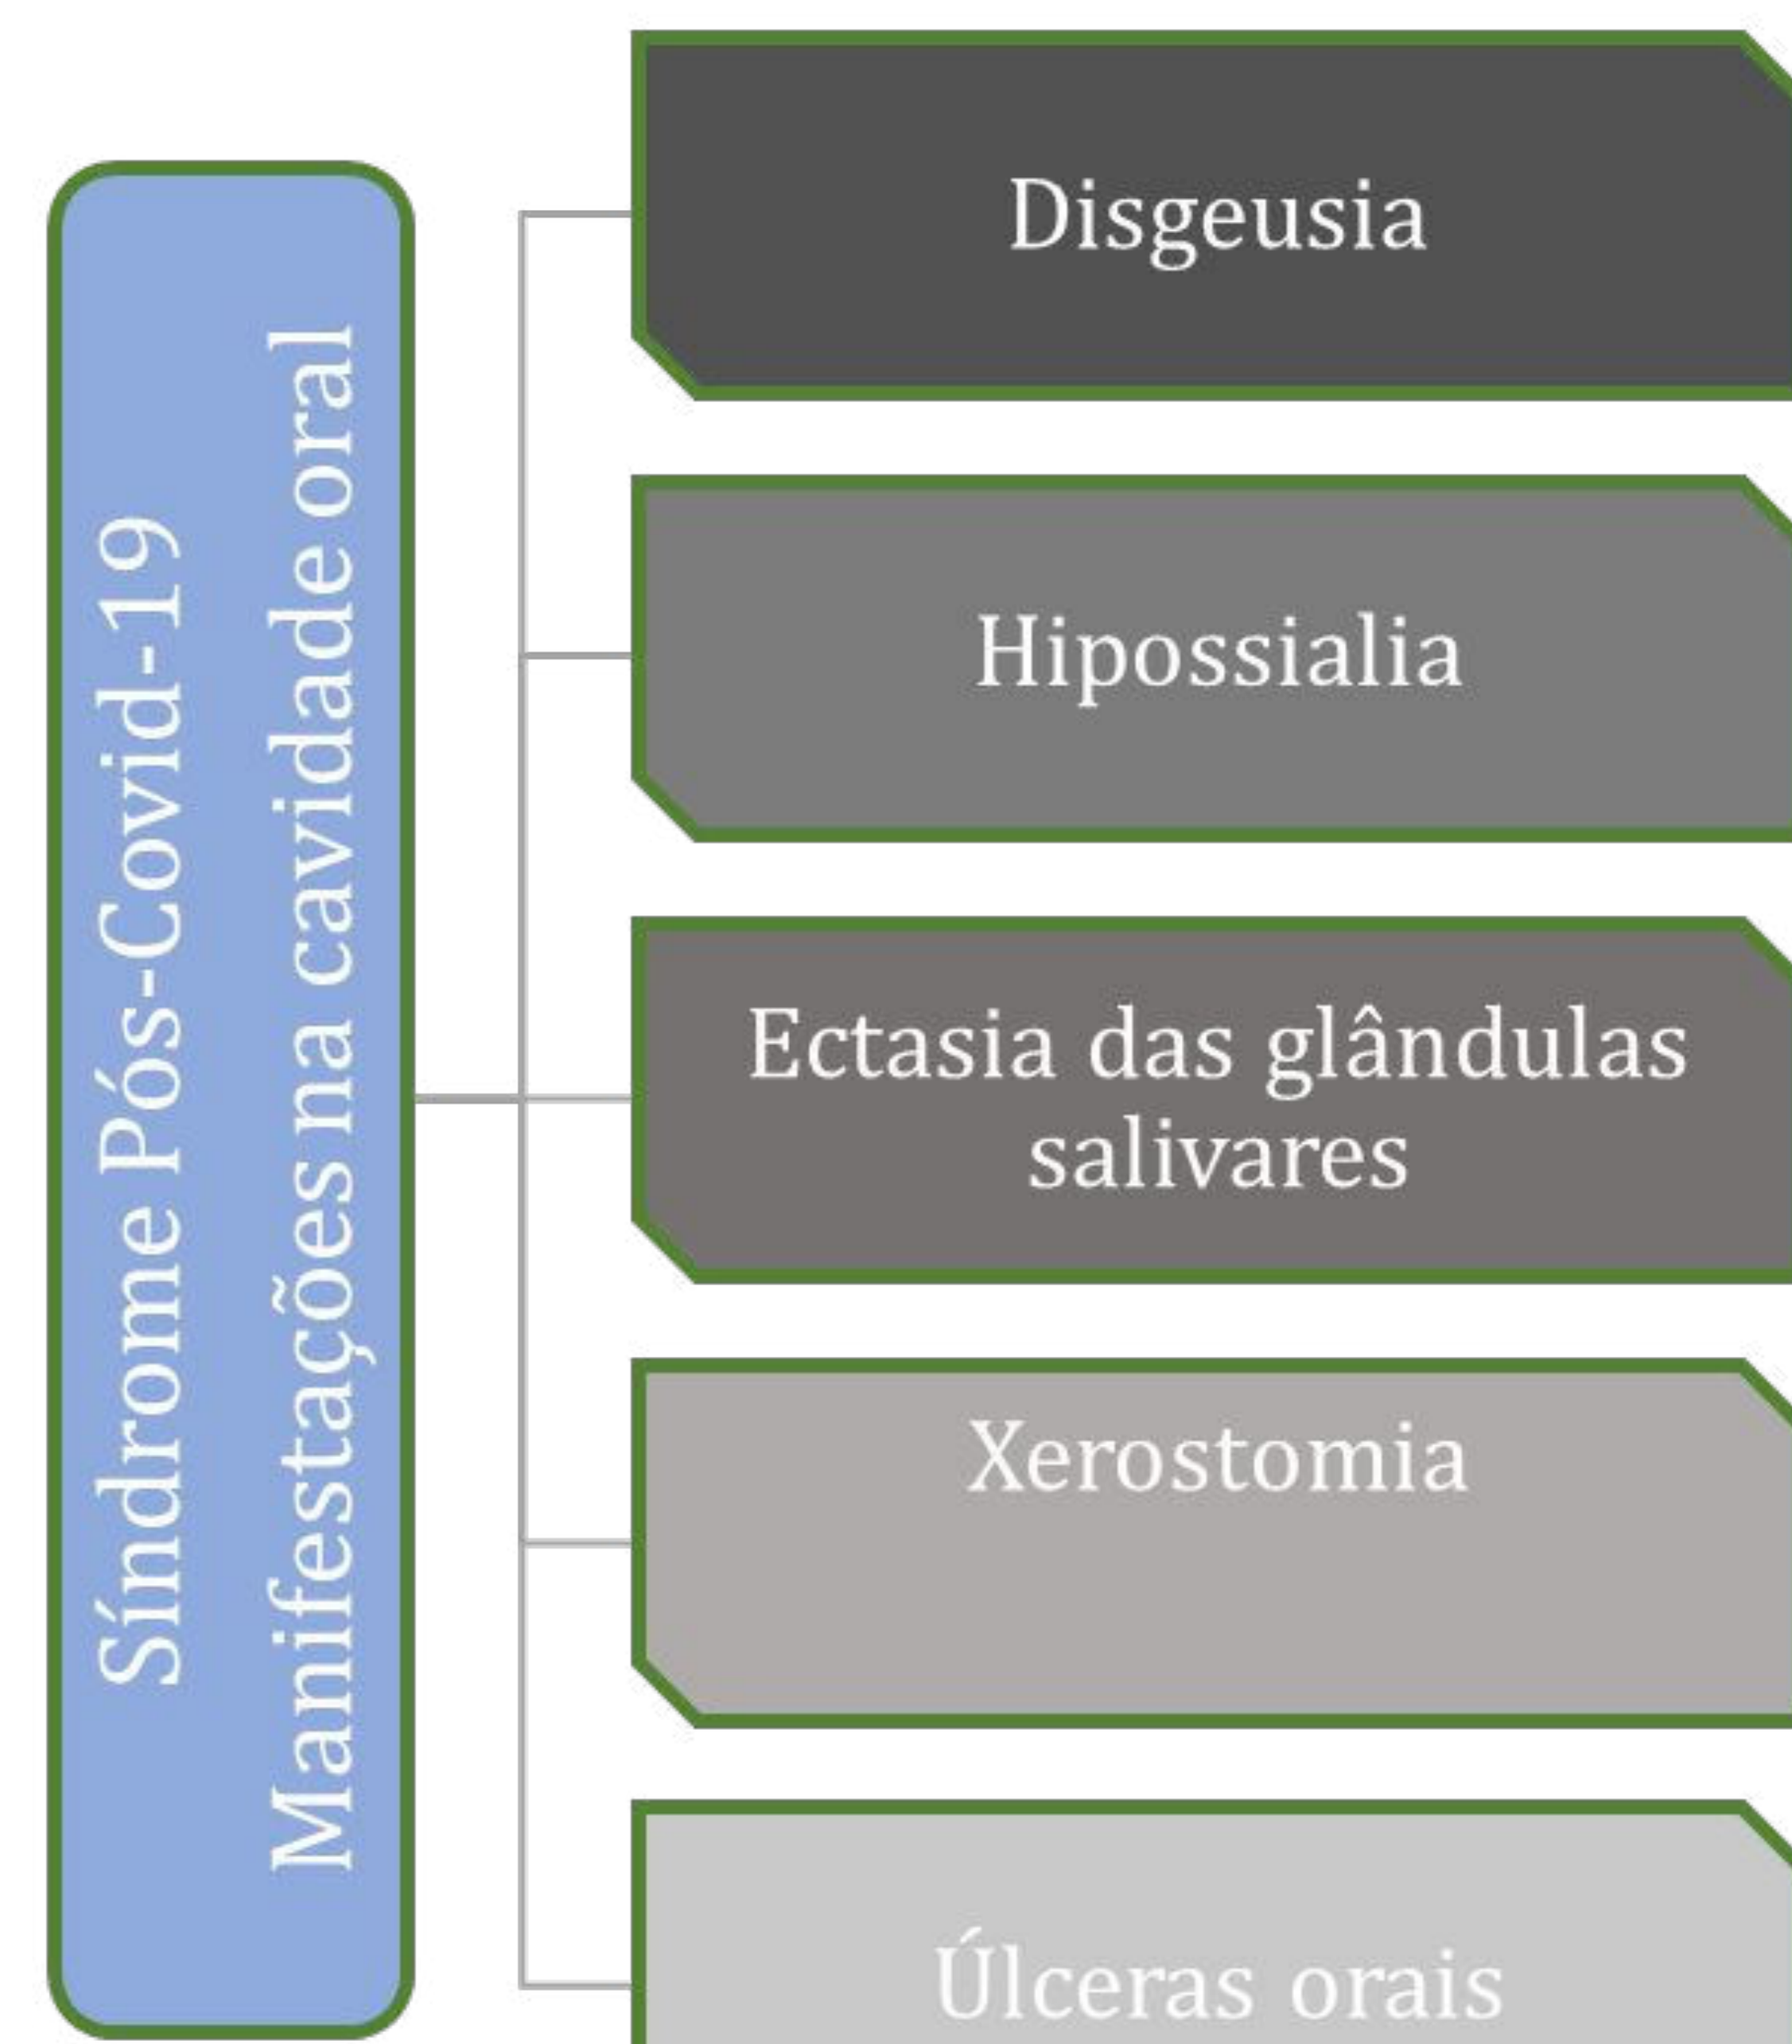 Síndrome Pós-Covid-19
Manifestações na cavidade oral
Disgeusia
Hipossialia
Ectasia das glândulas
salivares
Xerostomia
Úlceras orais